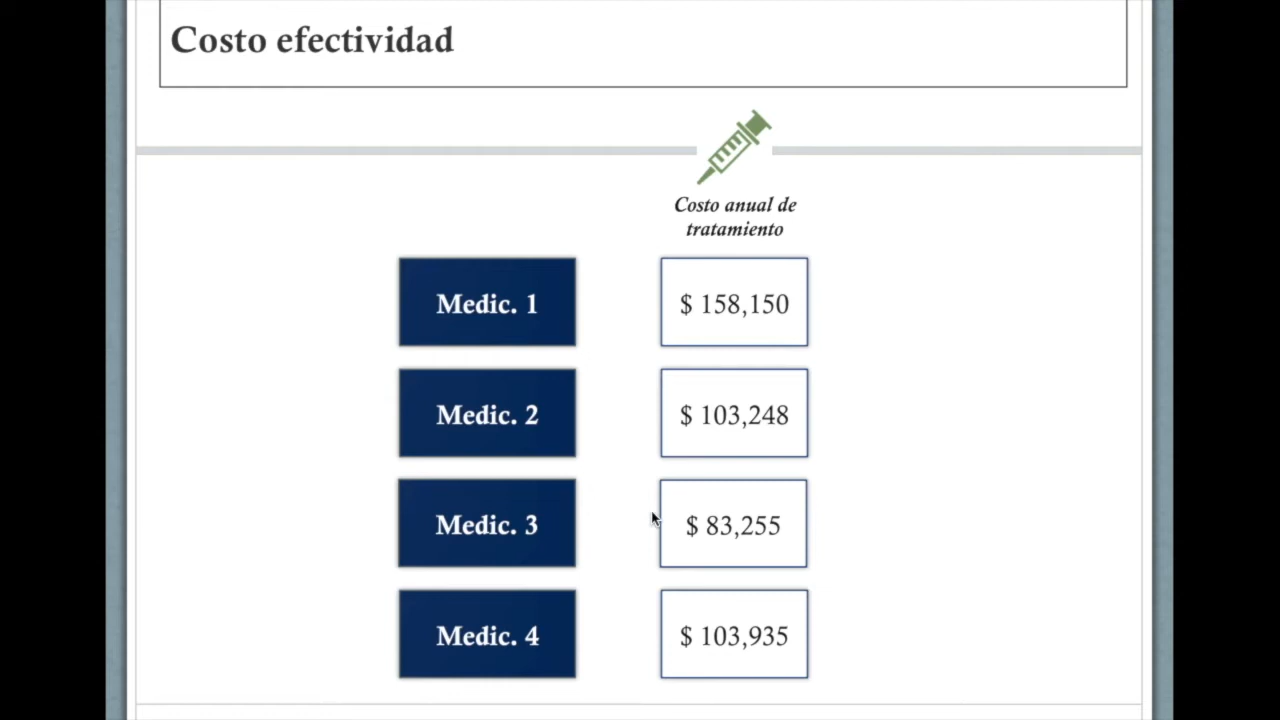 Costo efectividad
Costo anual de
tratamiento
Medic. 1
$ 158,150
Medic. 2
$ 103,248
Medic. 3
$ 83,255
Medic. 4
$ 103,935